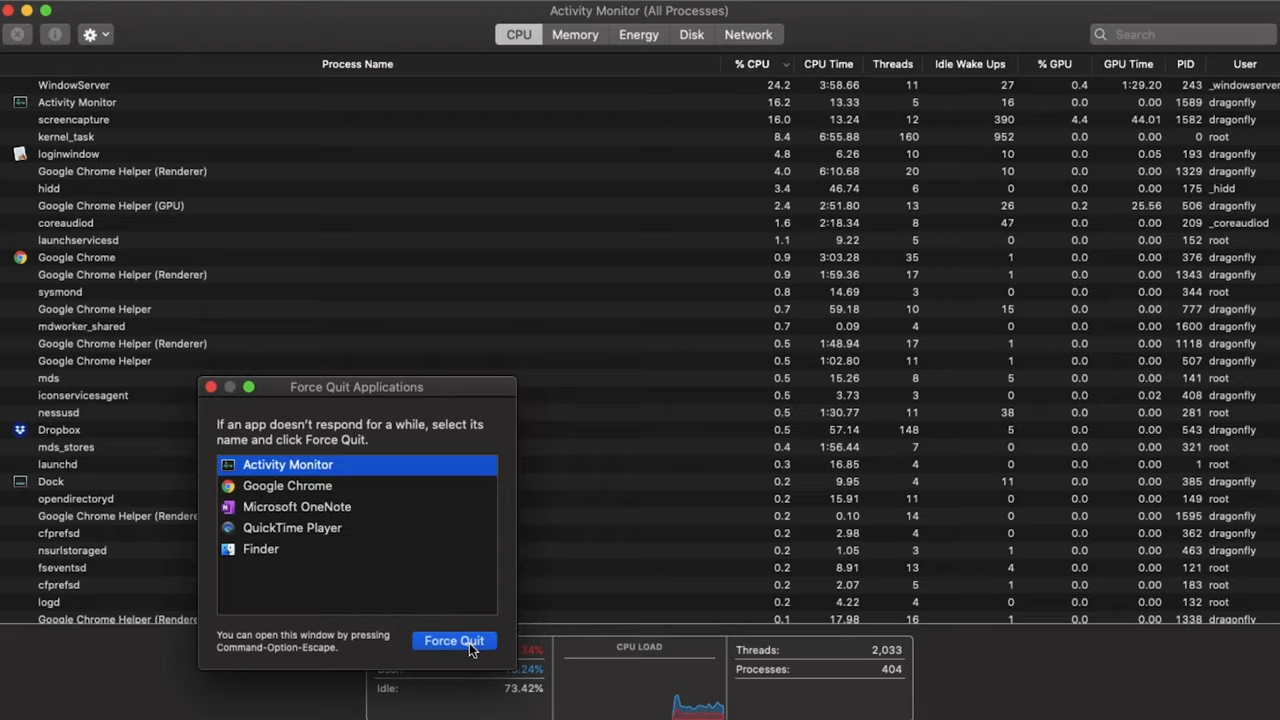 Activity Monitor (All Processes)
CPU Memory Energy Disk Network
Search
Process Name % CPU CPU Time Threads Idle Wake Ups % GPU GPU Time PID User
WindowServer 24.2 3:58.66 11 27 0.4 1:29.20 243 _windowserver
Activity Monitor 16.2 13.33 5 16 0.0 0.00 1589 dragonfly
screencapture 16.0 13.24 12 390 4.4 44.01 1582 dragonfly
kernel_task 8.4 6:55.88 160 952 0.0 0.00 0 root
loginwindow 4.8 6.26 10 10 0.0 0.05 193 dragonfly
Google Chrome Helper (Renderer) 4.0 6:10.68 20 10 0.0 0.00 1329 dragonfly
hidd 3.4 46.74 6 0 0.0 0.00 175 _hidd
Google Chrome Helper (GPU) 2.4 2:51.80 13 26 0.2 25.56 506 dragonfly
coreaudiod 1.6 2:18.34 8 47 0.0 0.00 209 _coreaudiod
launchservicesd 1.1 9.22 5 0 0.0 0.00 152 root
Google Chrome 0.9 3:03.28 35 1 0.0 0.00 376 dragonfly
Google Chrome Helper (Renderer) 0.9 1:59.36 17 1 0.0 0.00 1343 dragonfly
sysmond 0.8 14.69 3 0 0.0 0.00 344 root
Google Chrome Helper 0.7 59.18 10 15 0.0 0.00 777 dragonfly
mdworker_shared 0.7 0.09 4 0 0.0 0.00 1600 dragonfly
Google Chrome Helper (Renderer) 0.5 1:48.94 17 1 0.0 0.00 1118 dragonfly
Google Chrome Helper 0.5 1:02.80 11 1 0.0 0.00 507 dragonfly
mds 0.5 15.26 8 5 0.0 0.00 141 root
iconservicesagent 0.5 3.73 3 0 0.0 0.02 408 dragonfly
nessusd 0.5 1:30.77 11 38 0.0 0.00 281 root
Dropbox 0.5 57.14 148 5 0.0 0.00 543 dragonfly
mds_stores 0.4 1:56.44 7 0 0.0 0.00 321 root
launchd 0.3 16.85 4 0 0.0 0.00 1 root
Dock 0.2 9.95 4 11 0.0 0.00 385 dragonfly
opendirectoryd 0.2 15.91 11 0 0.0 0.00 149 root
Google Chrome Helper (Rendere 0.2 0.10 14 0 0.0 0.00 1595 dragonfly
cfprefsd 0.2 2.98 4 0 0.0 0.00 362 dragonfly
nsurlstoraged 0.2 1.05 3 1 0.0 0.00 463 dragonfly
fseventsd 0.2 8.91 13 4 0.0 0.00 121 root
cfprefsd 0.2 2.07 5 1 0.0 0.00 183 root
logd 0.2 4.22 4 0 0.0 0.00 132 root
Google Chrome Helper (Rendere 0.1 17.98 16 1 0.0 0.00 1338 dragonfly
Force Quit Applications
If an app doesn't respond for a while, select its
name and click Force Quit.
Activity Monitor
Google Chrome
Microsoft OneNote
QuickTime Player
Finder
You can open this window by pressing
Command-Option-Escape.
Force Quit
Idle: 73.42%
CPU LOAD
Threads: 2,033
Processes: 404